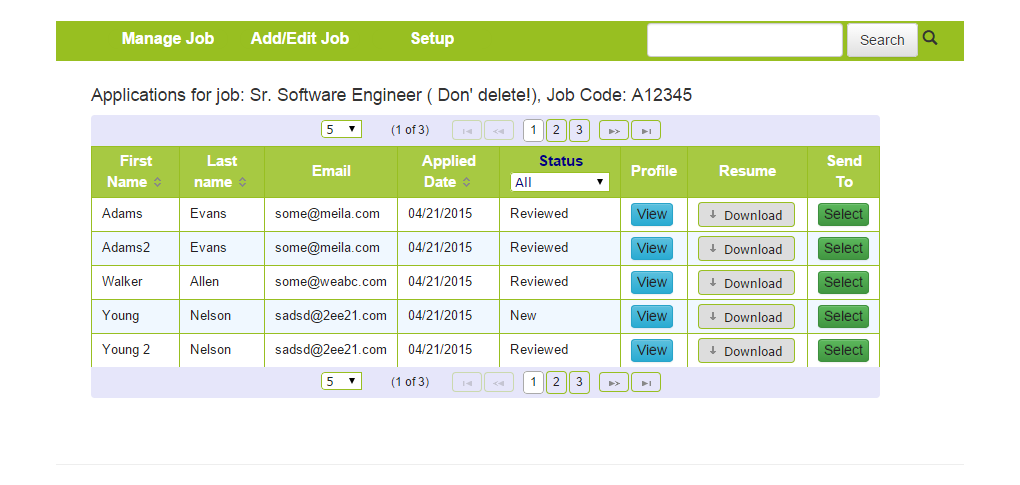 Manage Job Add/Edit Job Setup Search
Applications for job: Sr. Software Engineer ( Don' delete!), Job Code: A12345
5 (1 of 3) 1 2 3
First Name Last name Email Applied Date Status All Profile Resume Send To
Adams Evans some@meila.com 04/21/2015 Reviewed View Download Select
Adams2 Evans some@meila.com 04/21/2015 Reviewed View Download Select
Walker Allen some@weabc.com 04/21/2015 Reviewed View Download Select
Young Nelson sadsd@2ee21.com 04/21/2015 New View Download Select
Young 2 Nelson sadsd@2ee21.com 04/21/2015 Reviewed View Download Select
5 (1 of 3) 1 2 3